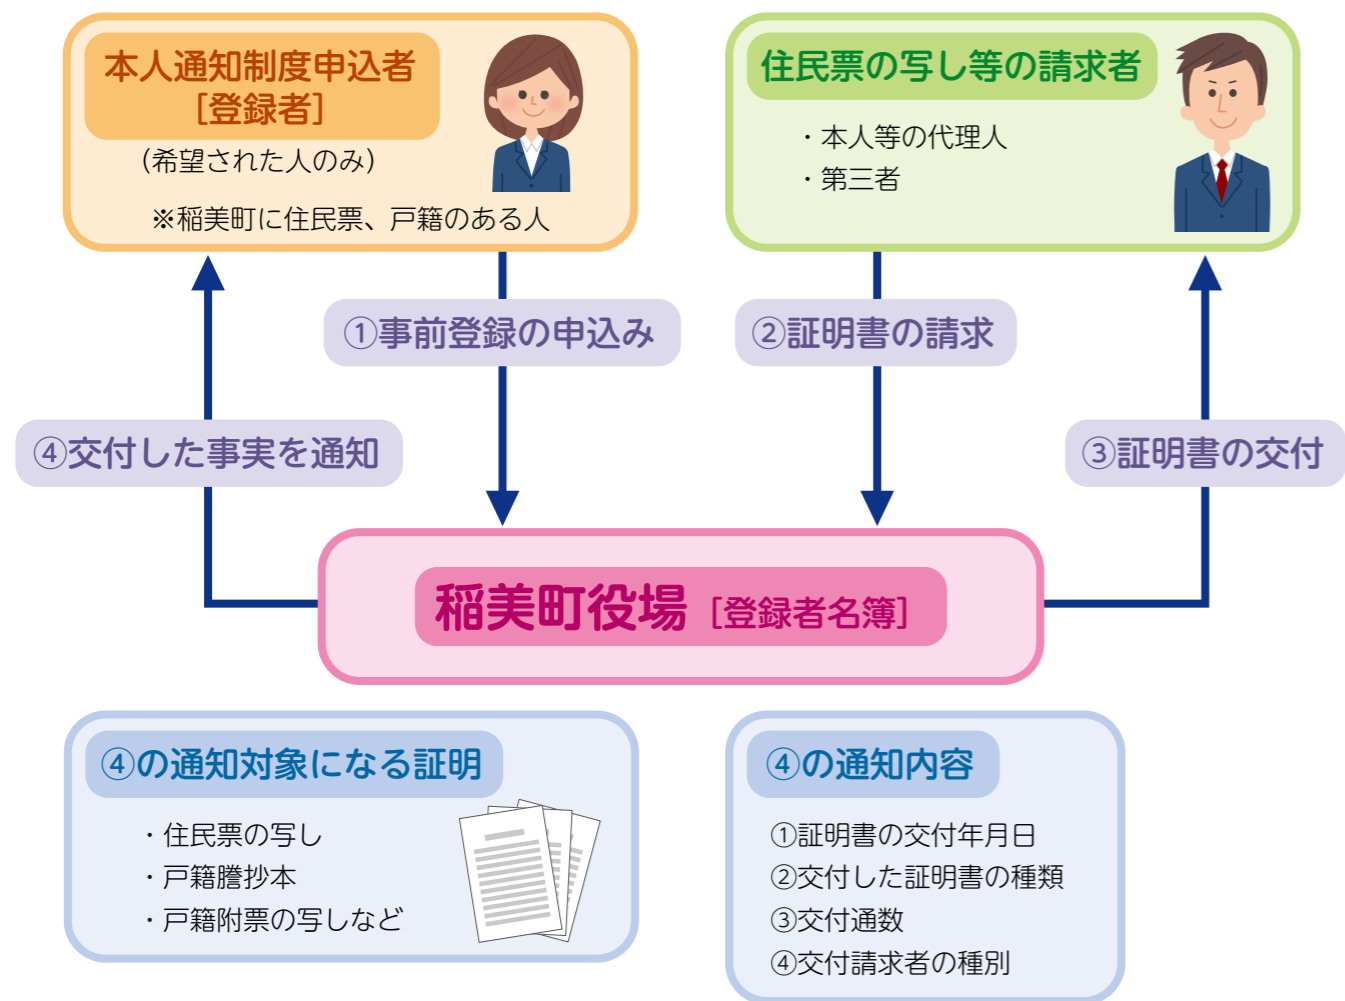 本人通知制度申込者
[登録者]
(希望された人のみ)
※稲美町に住民票、戸籍のある人
住民票の写し等の請求者
・本人等の代理人
・第三者
①事前登録の申込み
②証明書の請求
④交付した事実を通知
③証明書の交付
稲美町役場 [登録者名簿]
④の通知対象になる証明
・住民票の写し
・戸籍謄抄本
・戸籍附票の写しなど
④の通知内容
①証明書の交付年月日
②交付した証明書の種類
③交付通数
④交付請求者の種別